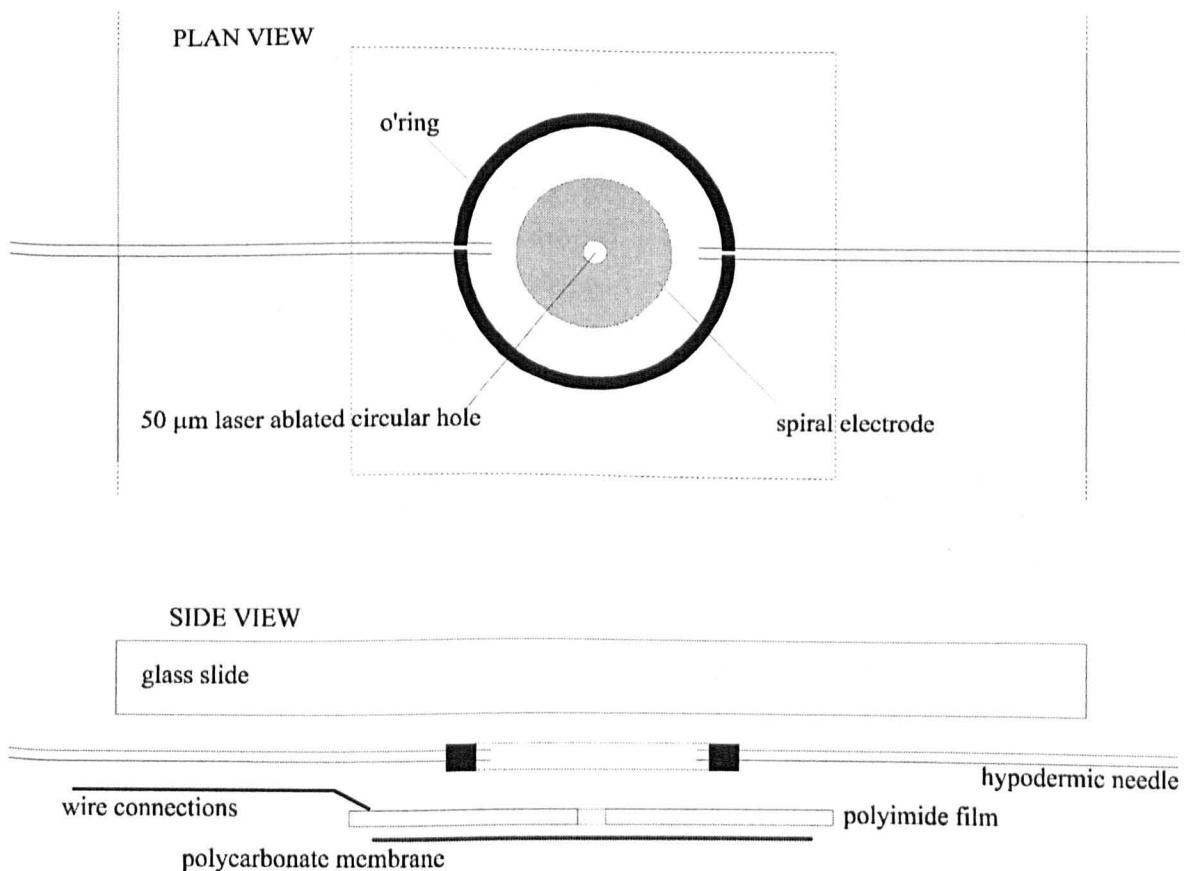 PLAN VIEW
o'ring
50 μm laser ablated circular hole
spiral electrode
SIDE VIEW
glass slide
hypodermic needle
wire connections
polyimide film
polycarbonate membrane